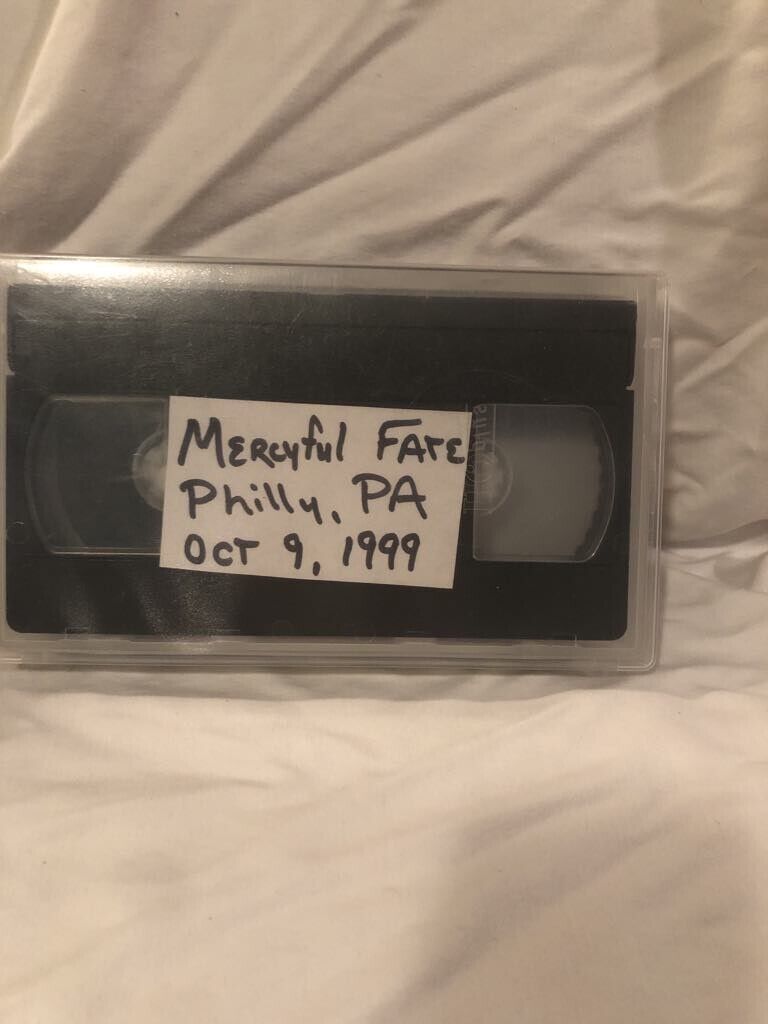 MERCyful FATE
Philly, PA
OCT 9, 1999